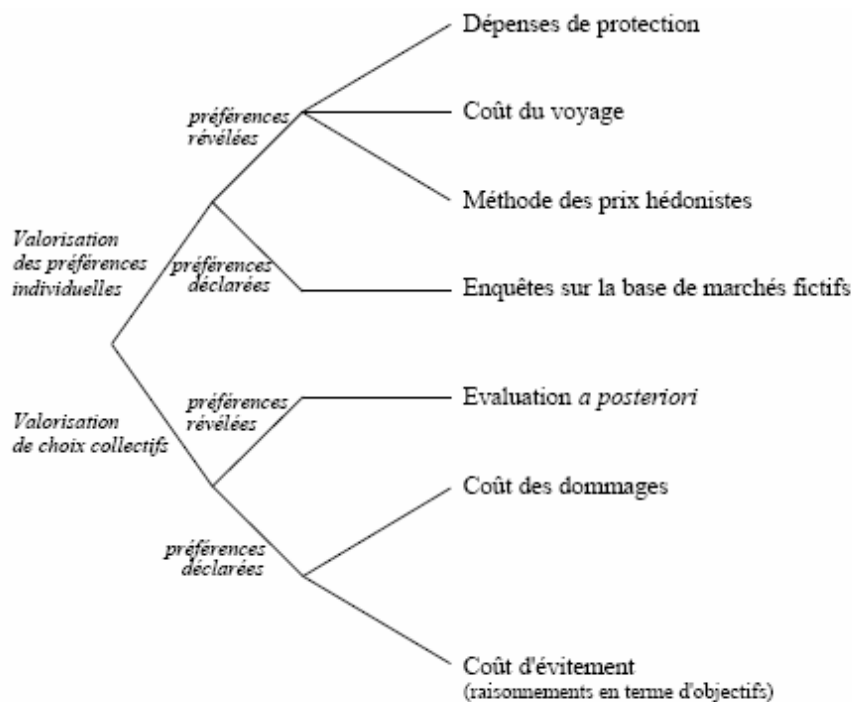 Dépenses de protection
préférences
révélées
Coût du voyage
Méthode des prix hédonistes
Valorisation
des préférences
individuelles
préférences
déclarées
Enquêtes sur la base de marchés fictifs
Valorisation
de choix collectifs
préférences
révélées
Evaluation a posteriori
Coût des dommages
préférences
déclarées
Coût d'évitement
(raisonnements en terme d'objectifs)